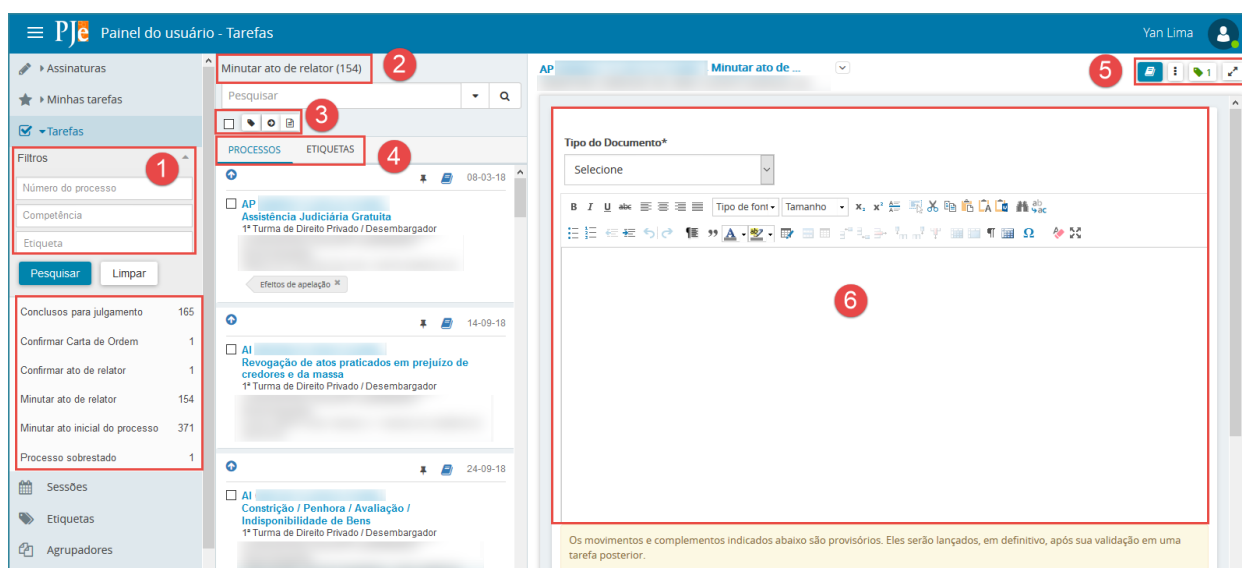 PJe Painel do usuário - Tarefas
Yan Lima
Assinaturas
Minhas tarefas
Tarefas
Filtros
1
Número do processo
Competência
Etiqueta
Pesquisar Limpar
Conclusos para julgamento 165
Confirmar Carta de Ordem 1
Confirmar ato de relator 1
Minutar ato de relator 154
Minutar ato inicial do processo 371
Processo sobrestado 1
Sessões
Etiquetas
Agrupadores
Minutar ato de relator (154)
2
Pesquisar
3
PROCESSOS ETIQUETAS
4
08-03-18
AP
Assistência Judiciária Gratuita
1ª Turma de Direito Privado / Desembargador
Efeitos de apelação ✖
14-09-18
AI
Revogação de atos praticados em prejuízo de
credores e da massa
1ª Turma de Direito Privado / Desembargador
24-09-18
AI
Constrição / Penhora / Avaliação /
Indisponibilidade de Bens
1ª Turma de Direito Privado / Desembargador
AP Minutar ato de ...
5
1
Tipo do Documento*
Selecione
B I U abc Tipo de font Tamanho x₂ x²
6
Os movimentos e complementos indicados abaixo são provisórios. Eles serão lançados, em definitivo, após sua validação em uma
tarefa posterior.